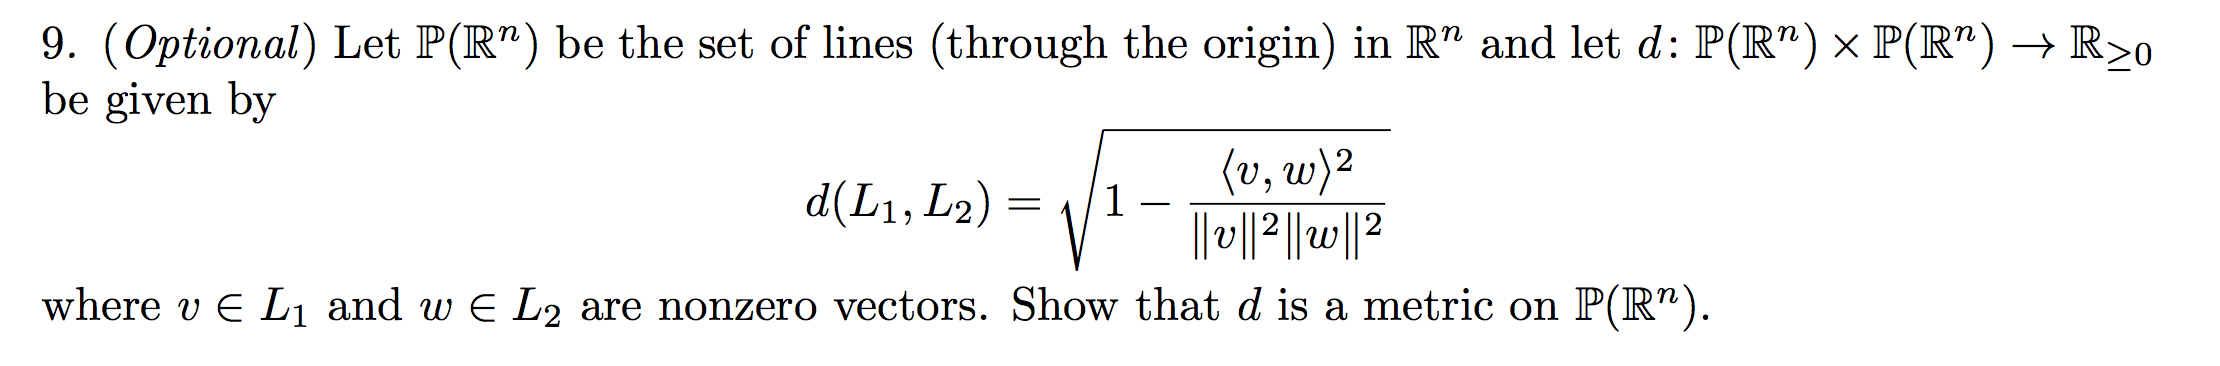 9. (Optional) Let ℙ(ℝⁿ) be the set of lines (through the origin) in ℝⁿ and let d: ℙ(ℝⁿ) × ℙ(ℝⁿ) → ℝ≥0
be given by
d(L₁, L₂) = √(1 − ⟨v, w⟩² / (‖v‖²‖w‖²))
where v ∈ L₁ and w ∈ L₂ are nonzero vectors. Show that d is a metric on ℙ(ℝⁿ).